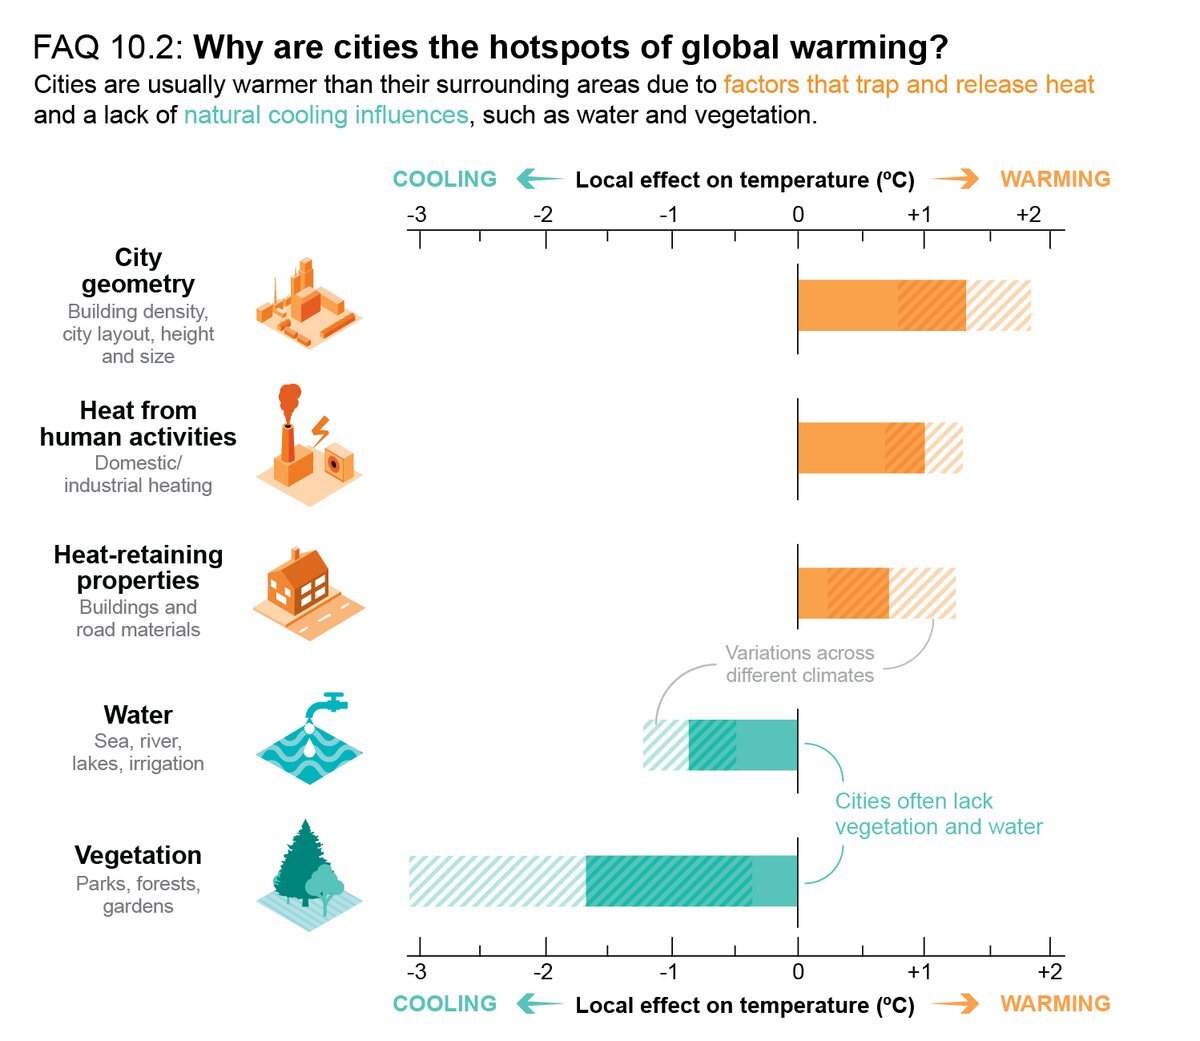 FAQ 10.2: Why are cities the hotspots of global warming?
Cities are usually warmer than their surrounding areas due to factors that trap and release heat
and a lack of natural cooling influences, such as water and vegetation.
COOLING Local effect on temperature (ºC) WARMING
-3 -2 -1 0 +1 +2
City
geometry
Building density,
city layout, height
and size
Heat from
human activities
Domestic/
industrial heating
Heat-retaining
properties
Buildings and
road materials
Variations across
different climates
Water
Sea, river,
lakes, irrigation
Cities often lack
vegetation and water
Vegetation
Parks, forests,
gardens
-3 -2 -1 0 +1 +2
COOLING Local effect on temperature (ºC) WARMING